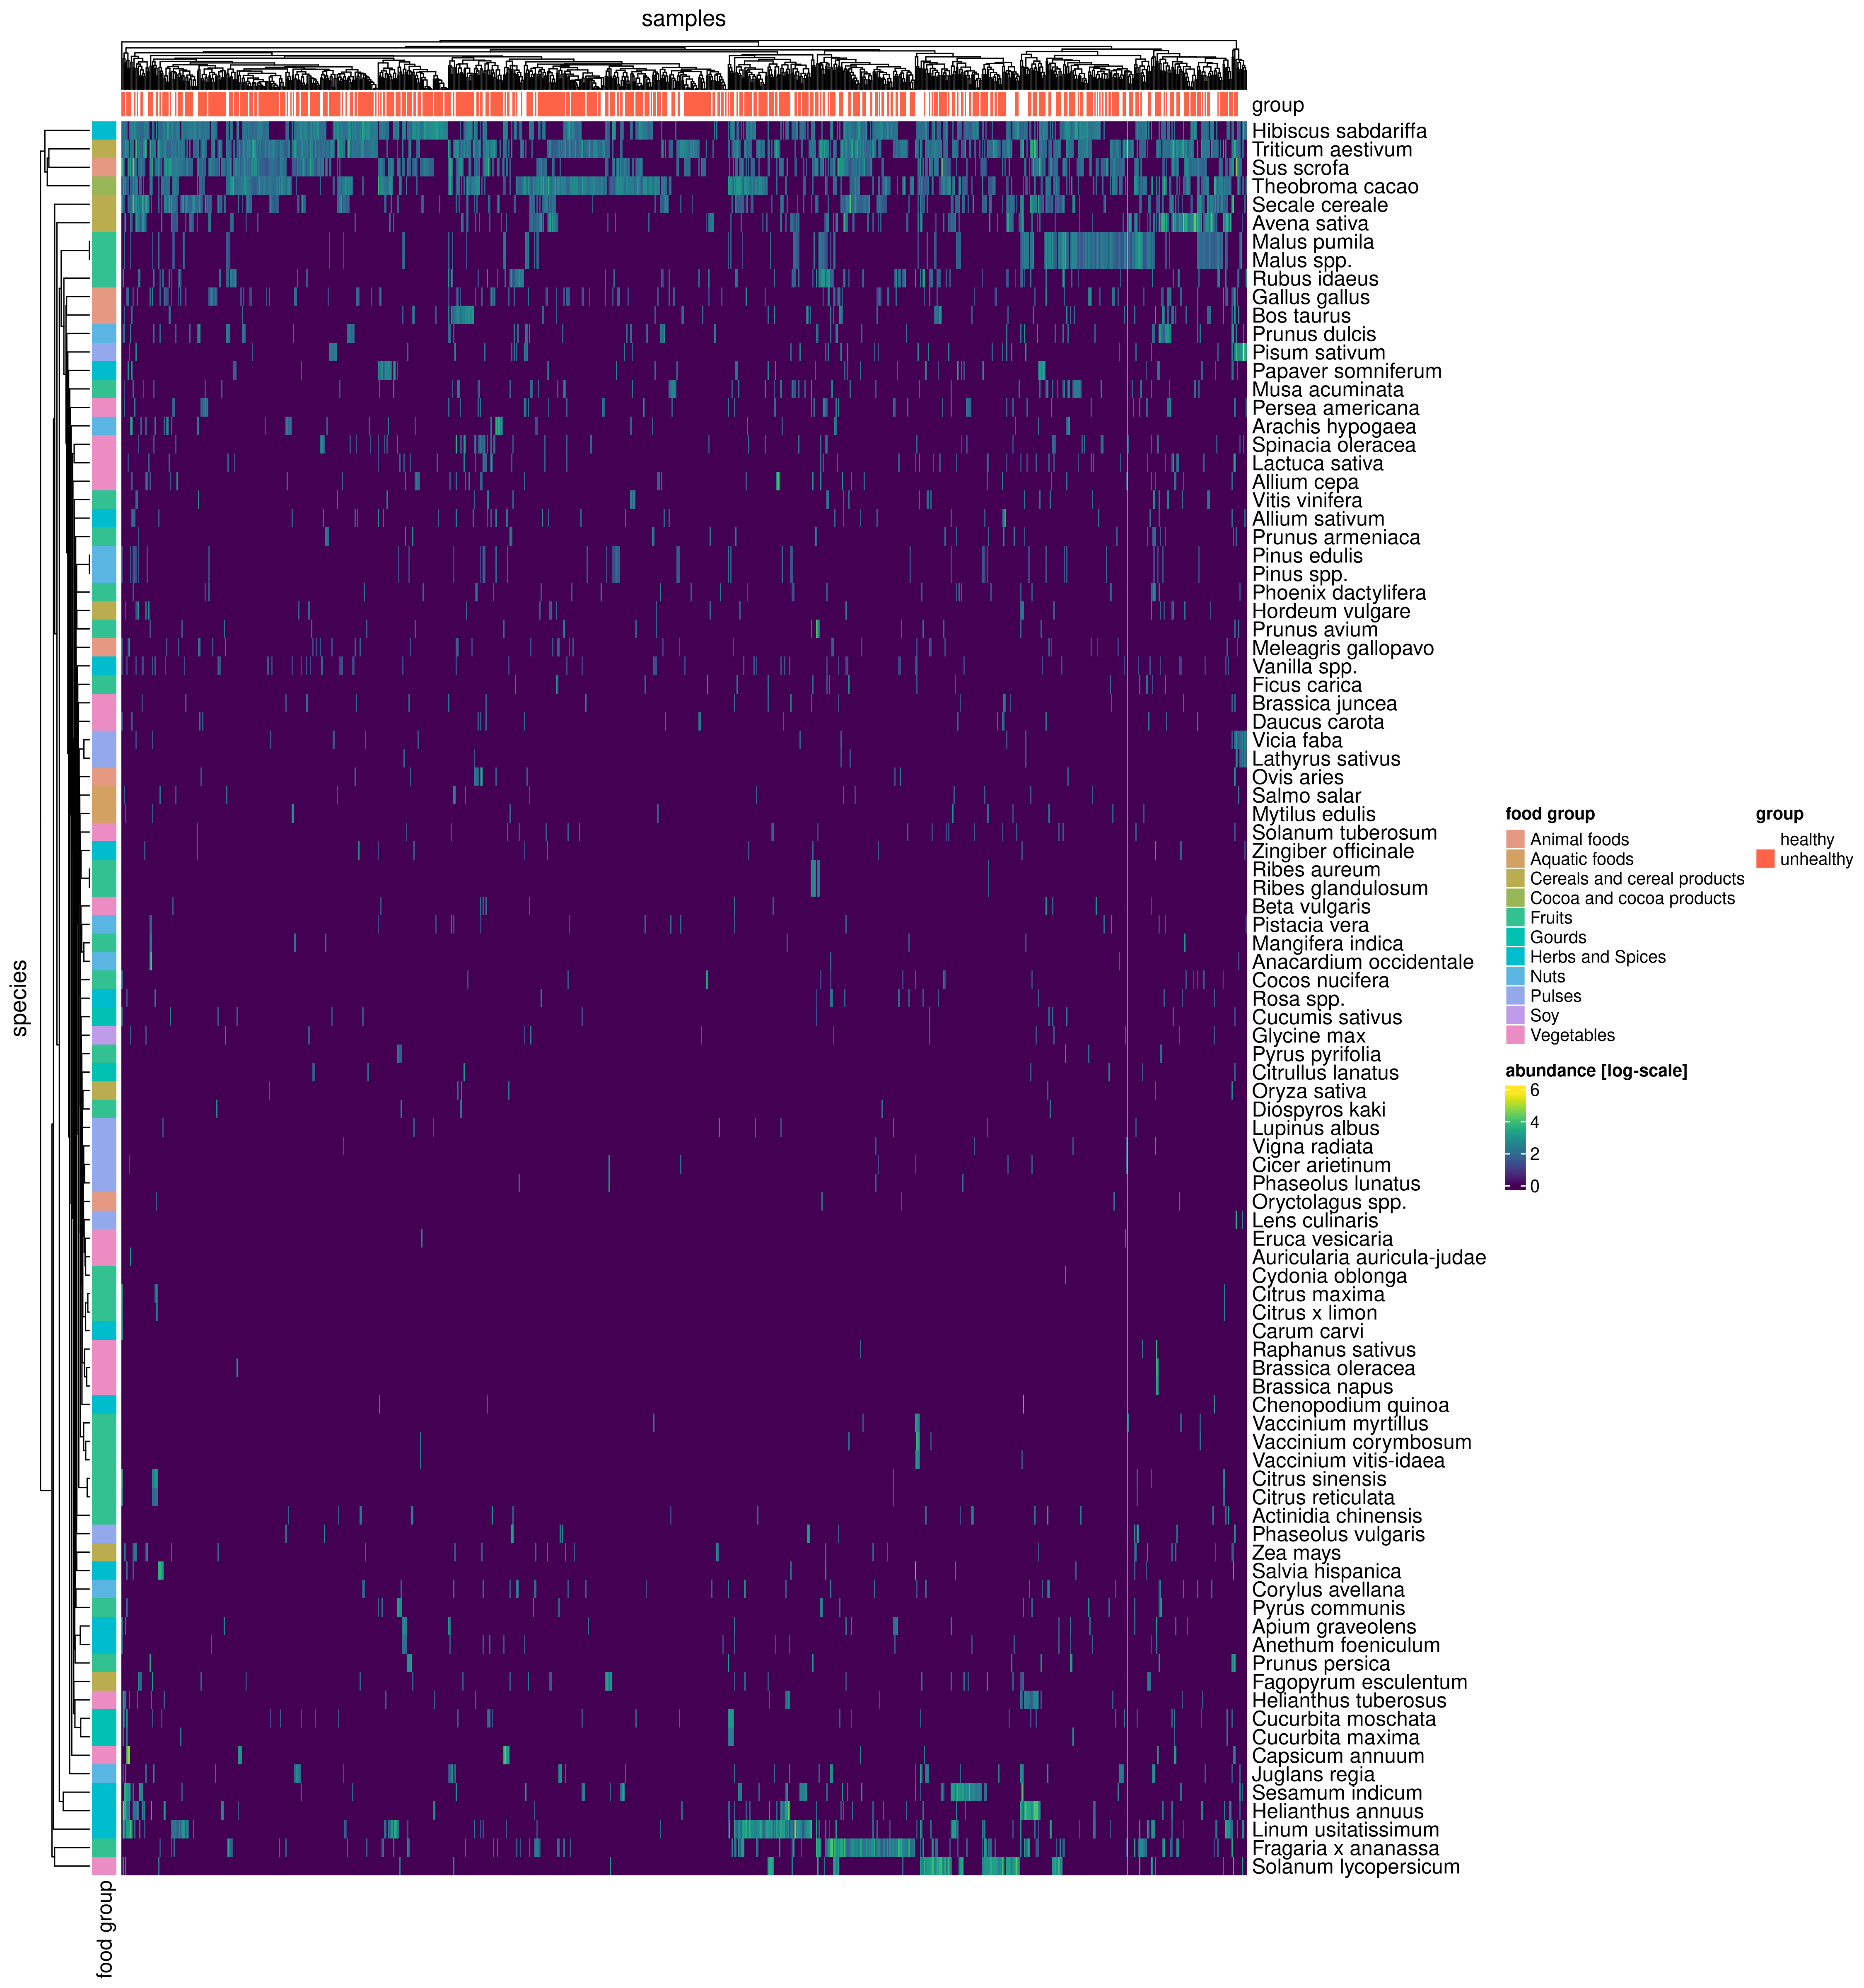 samples
group
Hibiscus sabdariffa
Triticum aestivum
Sus scrofa
Theobroma cacao
Secale cereale
Avena sativa
Malus pumila
Malus spp.
Rubus idaeus
Gallus gallus
Bos taurus
Prunus dulcis
Pisum sativum
Papaver somniferum
Musa acuminata
Persea americana
Arachis hypogaea
Spinacia oleracea
Lactuca sativa
Allium cepa
Vitis vinifera
Allium sativum
Prunus armeniaca
Pinus edulis
Pinus spp.
Phoenix dactylifera
Hordeum vulgare
Prunus avium
Meleagris gallopavo
Vanilla spp.
Ficus carica
Brassica juncea
Daucus carota
Vicia faba
Lathyrus sativus
Ovis aries
Salmo salar
Mytilus edulis
Solanum tuberosum
Zingiber officinale
Ribes aureum
Ribes glandulosum
Beta vulgaris
Pistacia vera
Mangifera indica
Anacardium occidentale
Cocos nucifera
Rosa spp.
Cucumis sativus
Glycine max
Pyrus pyrifolia
Citrullus lanatus
Oryza sativa
Diospyros kaki
Lupinus albus
Vigna radiata
Cicer arietinum
Phaseolus lunatus
Oryctolagus spp.
Lens culinaris
Eruca vesicaria
Auricularia auricula-judae
Cydonia oblonga
Citrus maxima
Citrus x limon
Carum carvi
Raphanus sativus
Brassica oleracea
Brassica napus
Chenopodium quinoa
Vaccinium myrtillus
Vaccinium corymbosum
Vaccinium vitis-idaea
Citrus sinensis
Citrus reticulata
Actinidia chinensis
Phaseolus vulgaris
Zea mays
Salvia hispanica
Corylus avellana
Pyrus communis
Apium graveolens
Anethum foeniculum
Prunus persica
Fagopyrum esculentum
Helianthus tuberosus
Cucurbita moschata
Cucurbita maxima
Capsicum annuum
Juglans regia
Sesamum indicum
Helianthus annuus
Linum usitatissimum
Fragaria x ananassa
Solanum lycopersicum
species
food group
food group
Animal foods
Aquatic foods
Cereals and cereal products
Cocoa and cocoa products
Fruits
Gourds
Herbs and Spices
Nuts
Pulses
Soy
Vegetables
group
healthy
unhealthy
abundance [log-scale]
6
4
2
0